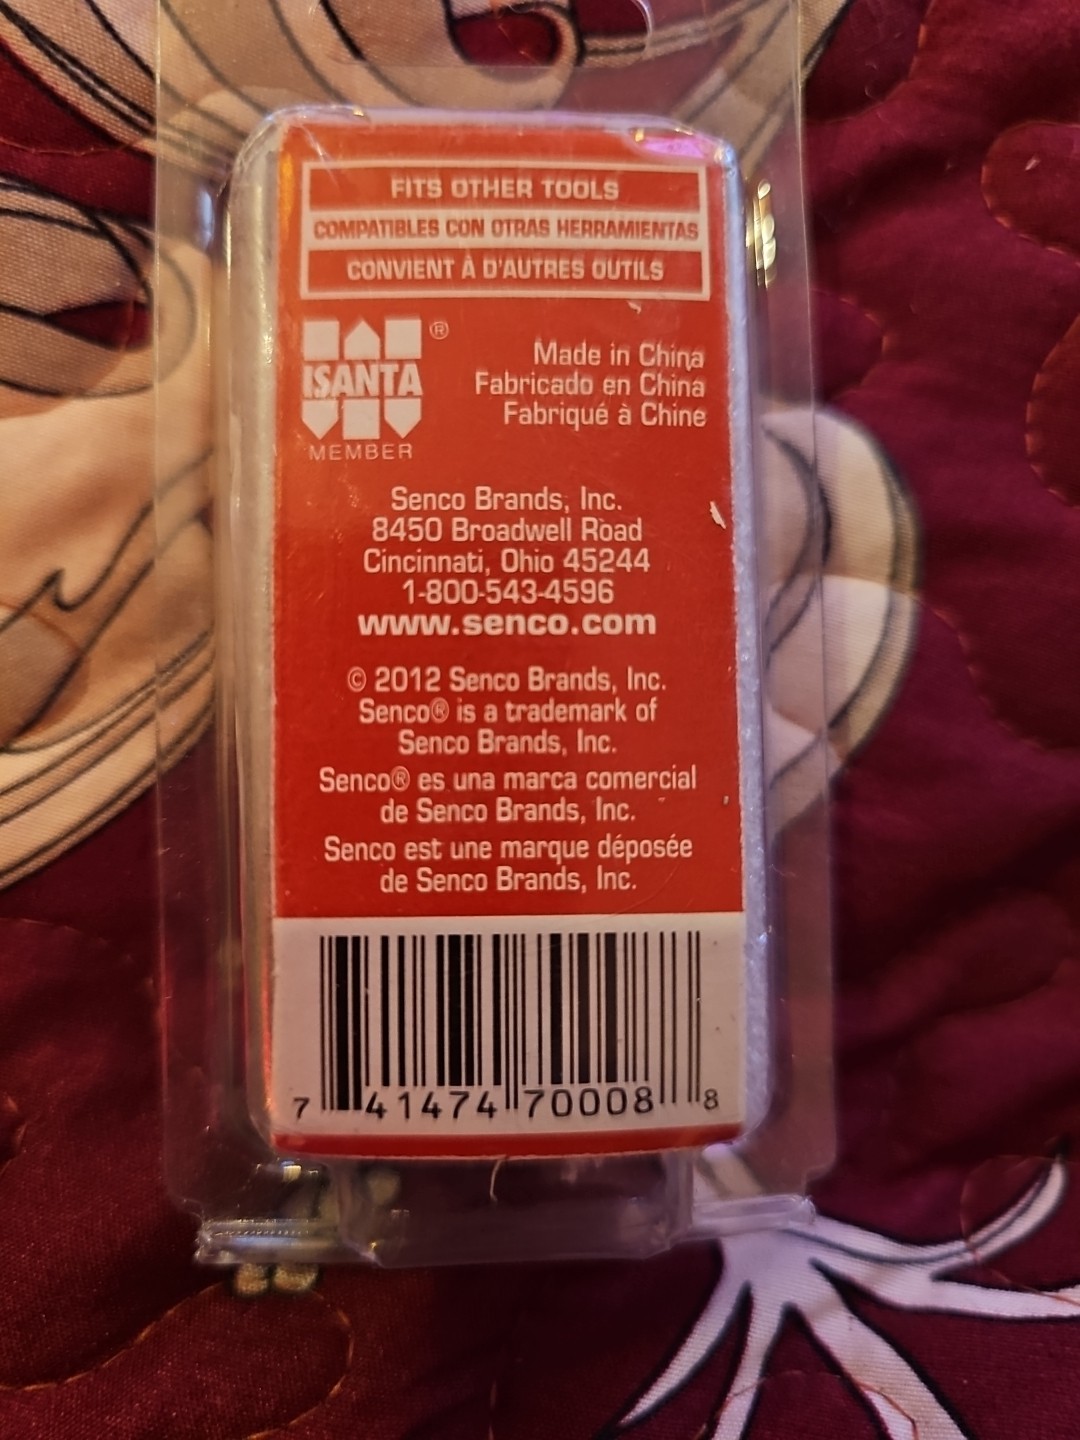 FITS OTHER TOOLS
COMPATIBLES CON OTRAS HERRAMIENTAS
CONVIENT À D'AUTRES OUTILS
ISANTA®
MEMBER
Made in China
Fabricado en China
Fabriqué à Chine
Senco Brands, Inc.
8450 Broadwell Road
Cincinnati, Ohio 45244
1-800-543-4596
www.senco.com
© 2012 Senco Brands, Inc.
Senco® is a trademark of
Senco Brands, Inc.
Senco® es una marca comercial
de Senco Brands, Inc.
Senco est une marque déposée
de Senco Brands, Inc.
7 41474 70008 8